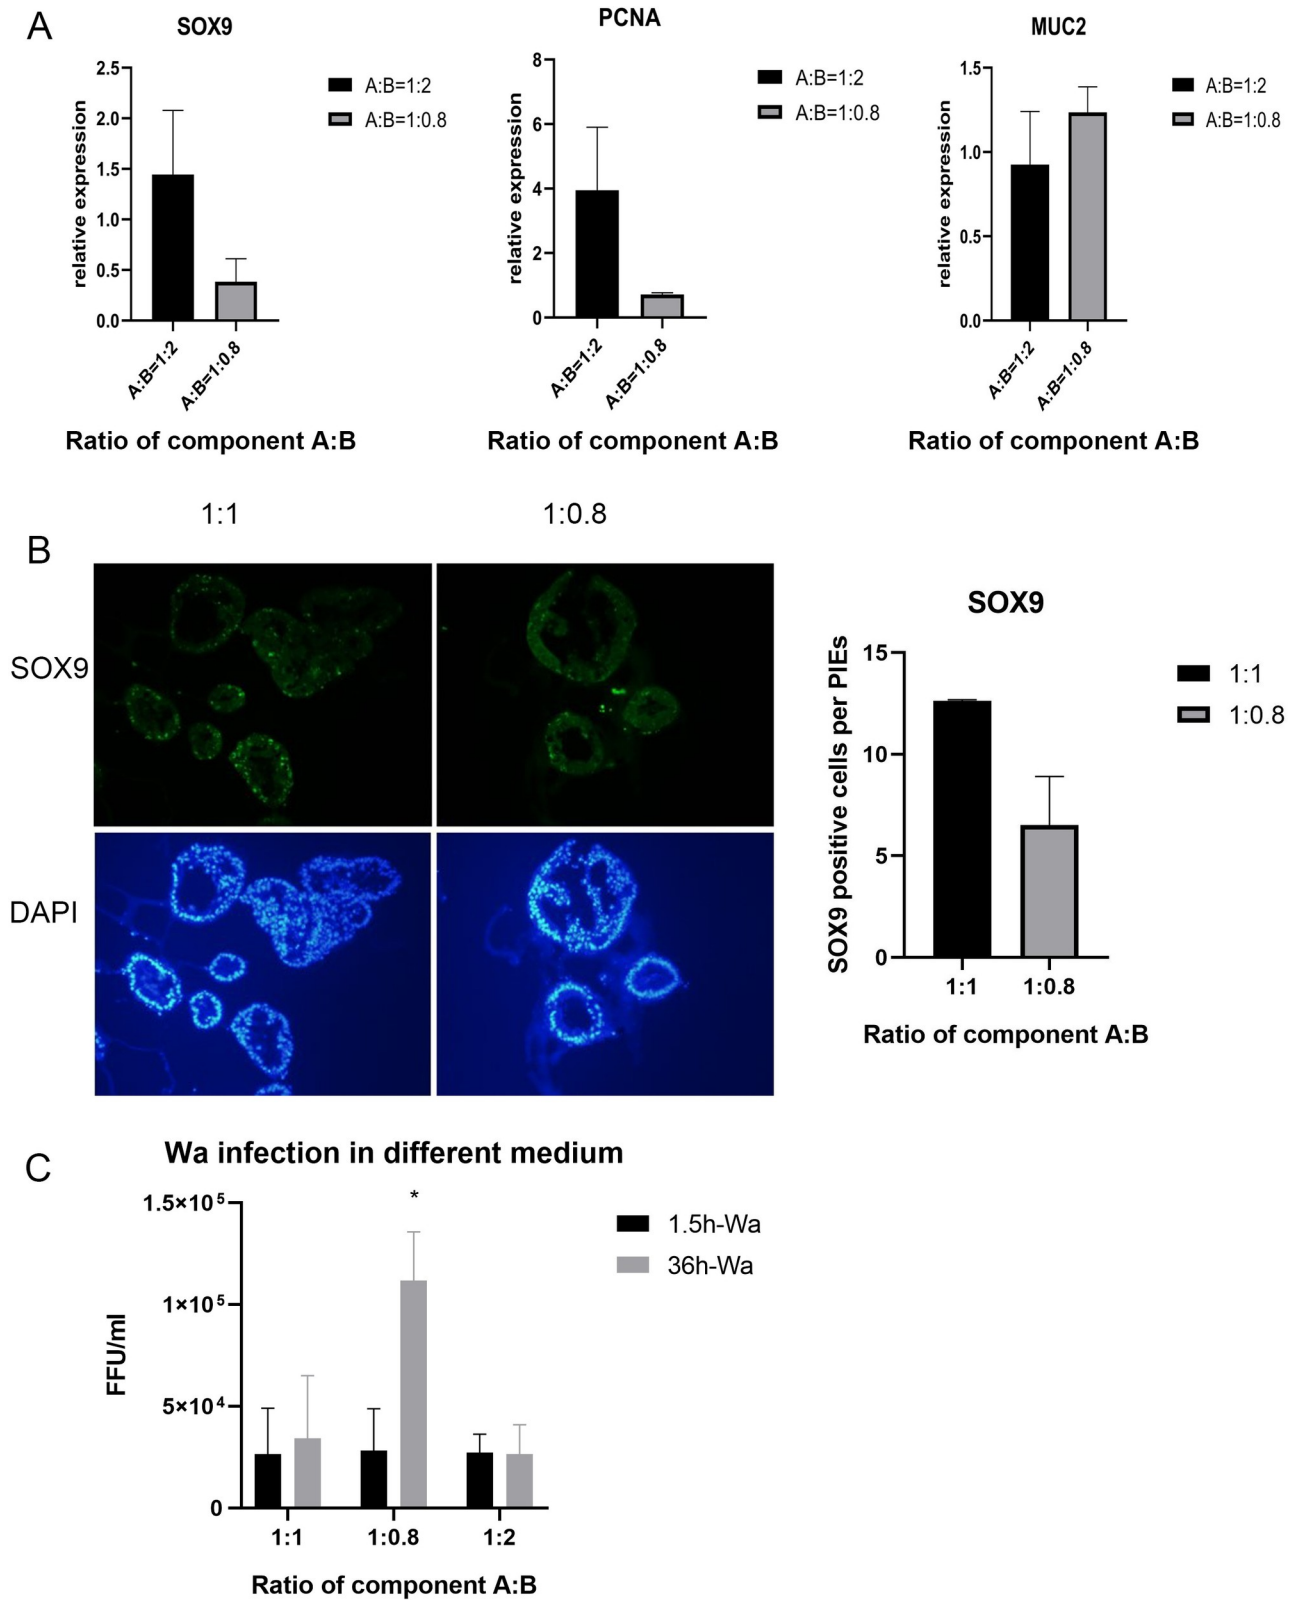 A
SOX9
relative expression
2.5
2.0
1.5
1.0
0.5
0.0
A:B=1:2
A:B=1:0.8
A:B=1:2
A:B=1:0.8
Ratio of component A:B
PCNA
relative expression
8
6
4
2
0
A:B=1:2
A:B=1:0.8
A:B=1:2
A:B=1:0.8
Ratio of component A:B
MUC2
relative expression
1.5
1.0
0.5
0.0
A:B=1:2
A:B=1:0.8
A:B=1:2
A:B=1:0.8
Ratio of component A:B
B
1:1
1:0.8
SOX9
DAPI
SOX9
SOX9 positive cells per PIEs
15
10
5
0
1:1
1:0.8
1:1
1:0.8
Ratio of component A:B
C
Wa infection in different medium
FFU/ml
1.5×10⁵
1×10⁵
5×10⁴
0
*
1.5h-Wa
36h-Wa
1:1
1:0.8
1:2
Ratio of component A:B